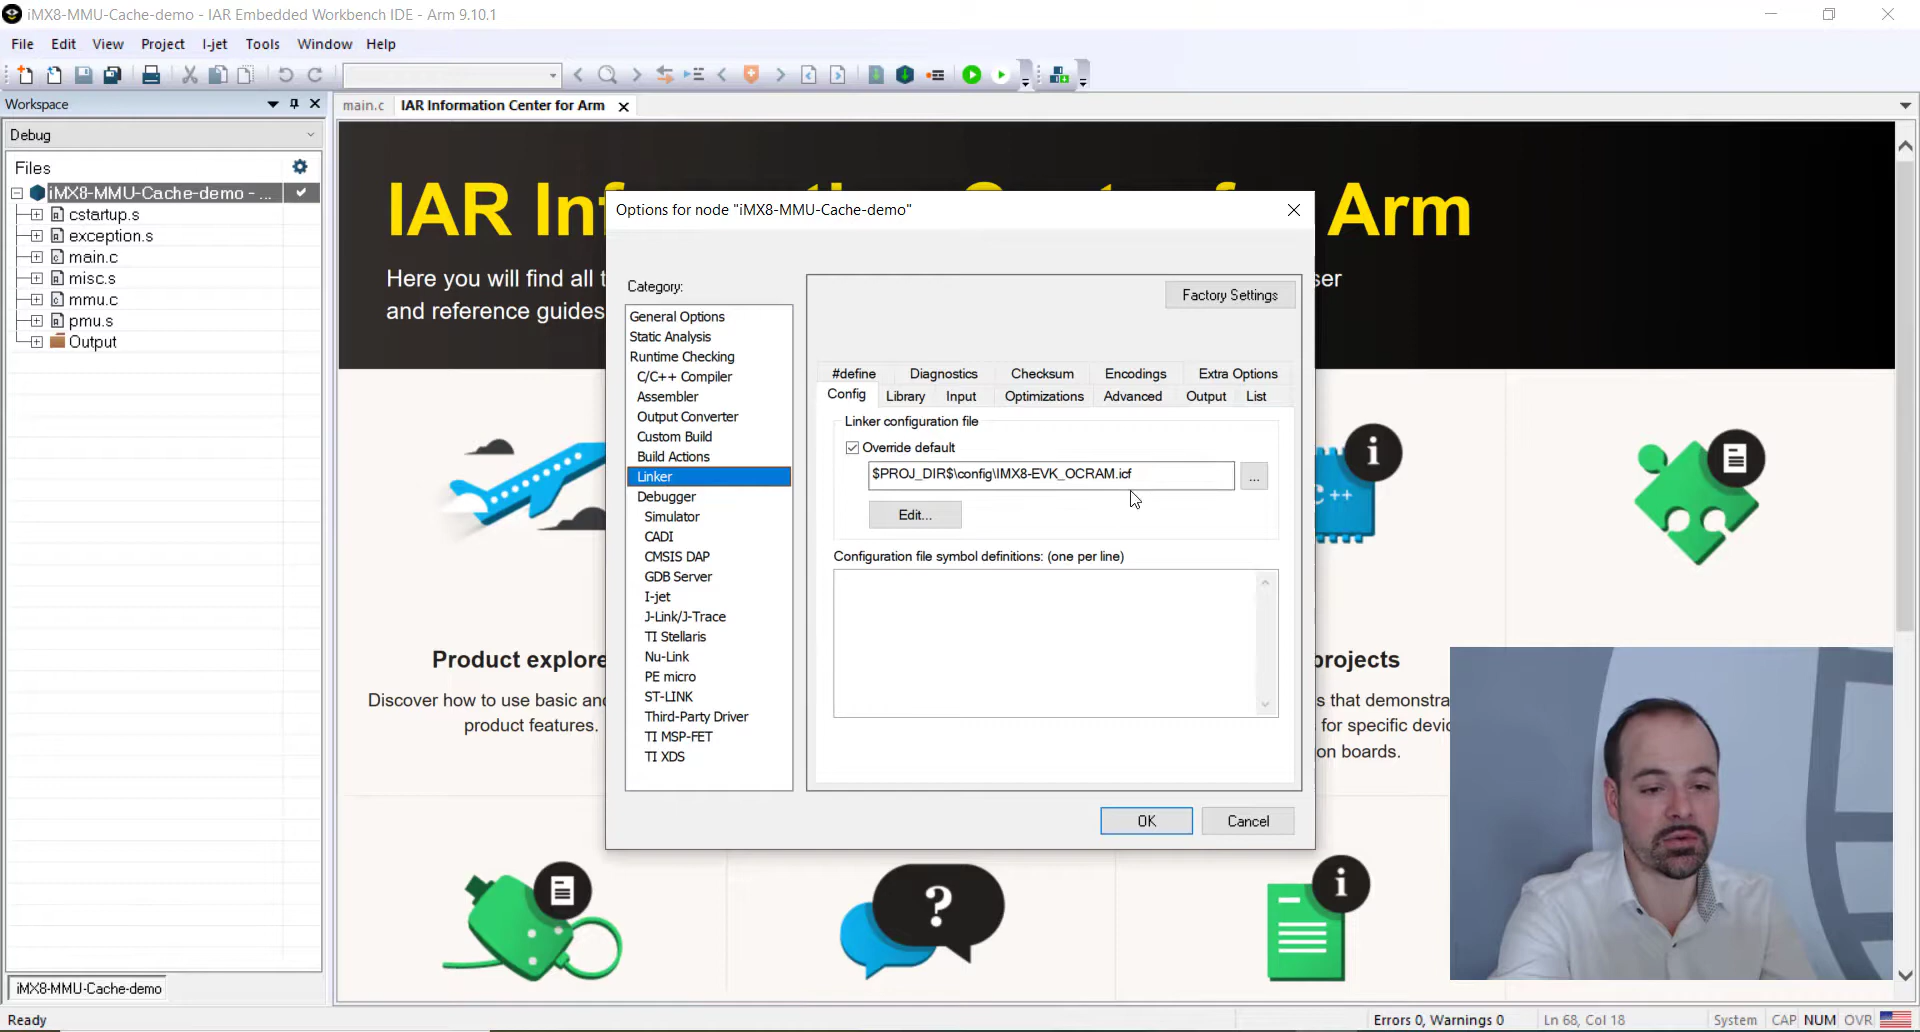 iMX8-MMU-Cache-demo - IAR Embedded Workbench IDE - Arm 9.10.1
File Edit View Project I-jet Tools Window Help
Workspace
main.c
IAR Information Center for Arm
Debug
Files
iMX8-MMU-Cache-demo - ...
cstartup.s
exception.s
main.c
misc.s
mmu.c
pmu.s
Output
IAR In
Arm
Here you will find all t
ser
and reference guides
Options for node "iMX8-MMU-Cache-demo"
Category:
General Options
Static Analysis
Runtime Checking
C/C++ Compiler
Assembler
Output Converter
Custom Build
Build Actions
Linker
Debugger
Simulator
CADI
CMSIS DAP
GDB Server
I-jet
J-Link/J-Trace
TI Stellaris
Nu-Link
PE micro
ST-LINK
Third-Party Driver
TI MSP-FET
TI XDS
Factory Settings
#define Diagnostics Checksum Encodings Extra Options
Config Library Input Optimizations Advanced Output List
Linker configuration file
Override default
$PROJ_DIR$\config\IMX8-EVK_OCRAM.icf
...
Edit...
Configuration file symbol definitions: (one per line)
OK
Cancel
i
++
Product explore
Discover how to use basic an
product features.
projects
s that demonstra
for specific devic
on boards.
?
i
iMX8-MMU-Cache-demo
Ready
Errors 0, Warnings 0
Ln 68, Col 18
System
CAP NUM OVR